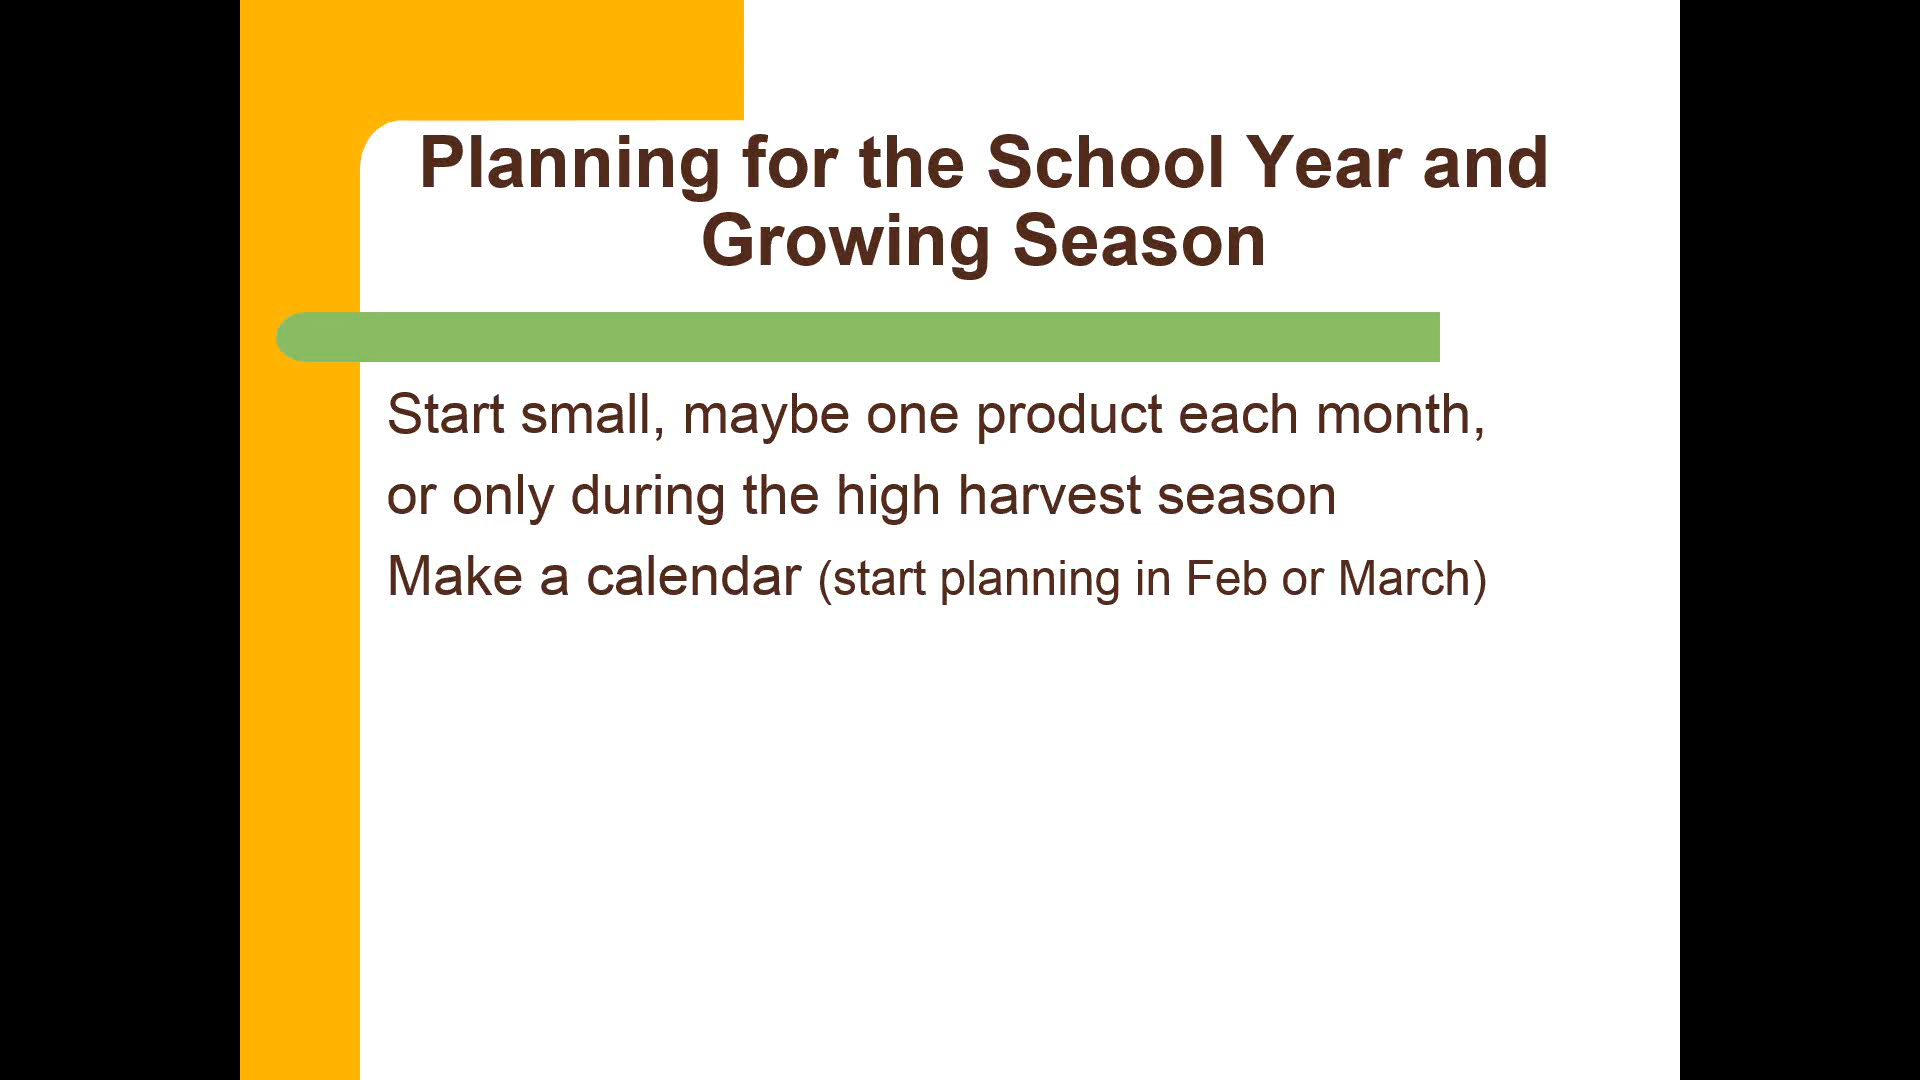 Planning for the School Year and
Growing Season
Start small, maybe one product each month,
or only during the high harvest season
Make a calendar (start planning in Feb or March)